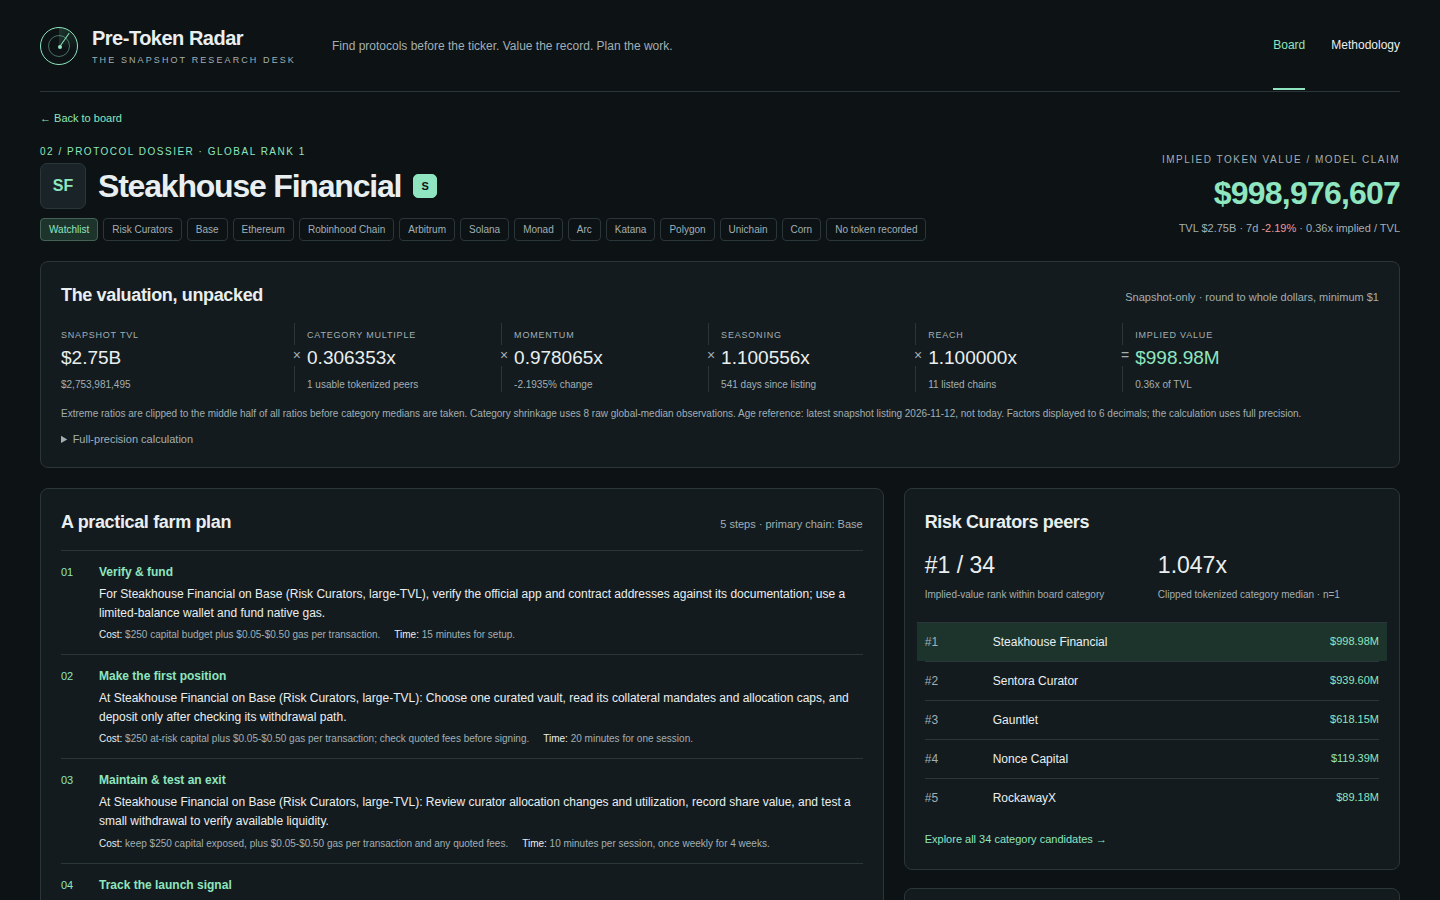 Pre-Token Radar
THE SNAPSHOT RESEARCH DESK
Find protocols before the ticker. Value the record. Plan the work.
Board
Methodology
← Back to board
02 / PROTOCOL DOSSIER · GLOBAL RANK 1
SF
Steakhouse Financial
S
Watchlist
Risk Curators
Base
Ethereum
Robinhood Chain
Arbitrum
Solana
Monad
Arc
Katana
Polygon
Unichain
Corn
No token recorded
IMPLIED TOKEN VALUE / MODEL CLAIM
$998,976,607
TVL $2.75B · 7d -2.19% · 0.36x implied / TVL
The valuation, unpacked
Snapshot-only · round to whole dollars, minimum $1
SNAPSHOT TVL
$2.75B
$2,753,981,495
×
CATEGORY MULTIPLE
0.306353x
1 usable tokenized peers
×
MOMENTUM
0.978065x
-2.1935% change
×
SEASONING
1.100556x
541 days since listing
×
REACH
1.100000x
11 listed chains
=
IMPLIED VALUE
$998.98M
0.36x of TVL
Extreme ratios are clipped to the middle half of all ratios before category medians are taken. Category shrinkage uses 8 raw global-median observations. Age reference: latest snapshot listing 2026-11-12, not today. Factors displayed to 6 decimals; the calculation uses full precision.
▶ Full-precision calculation
A practical farm plan
5 steps · primary chain: Base
01
Verify & fund
For Steakhouse Financial on Base (Risk Curators, large-TVL), verify the official app and contract addresses against its documentation; use a
limited-balance wallet and fund native gas.
Cost: $250 capital budget plus $0.05-$0.50 gas per transaction. Time: 15 minutes for setup.
02
Make the first position
At Steakhouse Financial on Base (Risk Curators, large-TVL): Choose one curated vault, read its collateral mandates and allocation caps, and
deposit only after checking its withdrawal path.
Cost: $250 at-risk capital plus $0.05-$0.50 gas per transaction; check quoted fees before signing. Time: 20 minutes for one session.
03
Maintain & test an exit
At Steakhouse Financial on Base (Risk Curators, large-TVL): Review curator allocation changes and utilization, record share value, and test a
small withdrawal to verify available liquidity.
Cost: keep $250 capital exposed, plus $0.05-$0.50 gas per transaction and any quoted fees. Time: 10 minutes per session, once weekly for 4 weeks.
04
Track the launch signal
Risk Curators peers
#1 / 34
Implied-value rank within board category
1.047x
Clipped tokenized category median · n=1
#1 Steakhouse Financial $998.98M
#2 Sentora Curator $939.60M
#3 Gauntlet $618.15M
#4 Nonce Capital $119.39M
#5 RockawayX $89.18M
Explore all 34 category candidates →